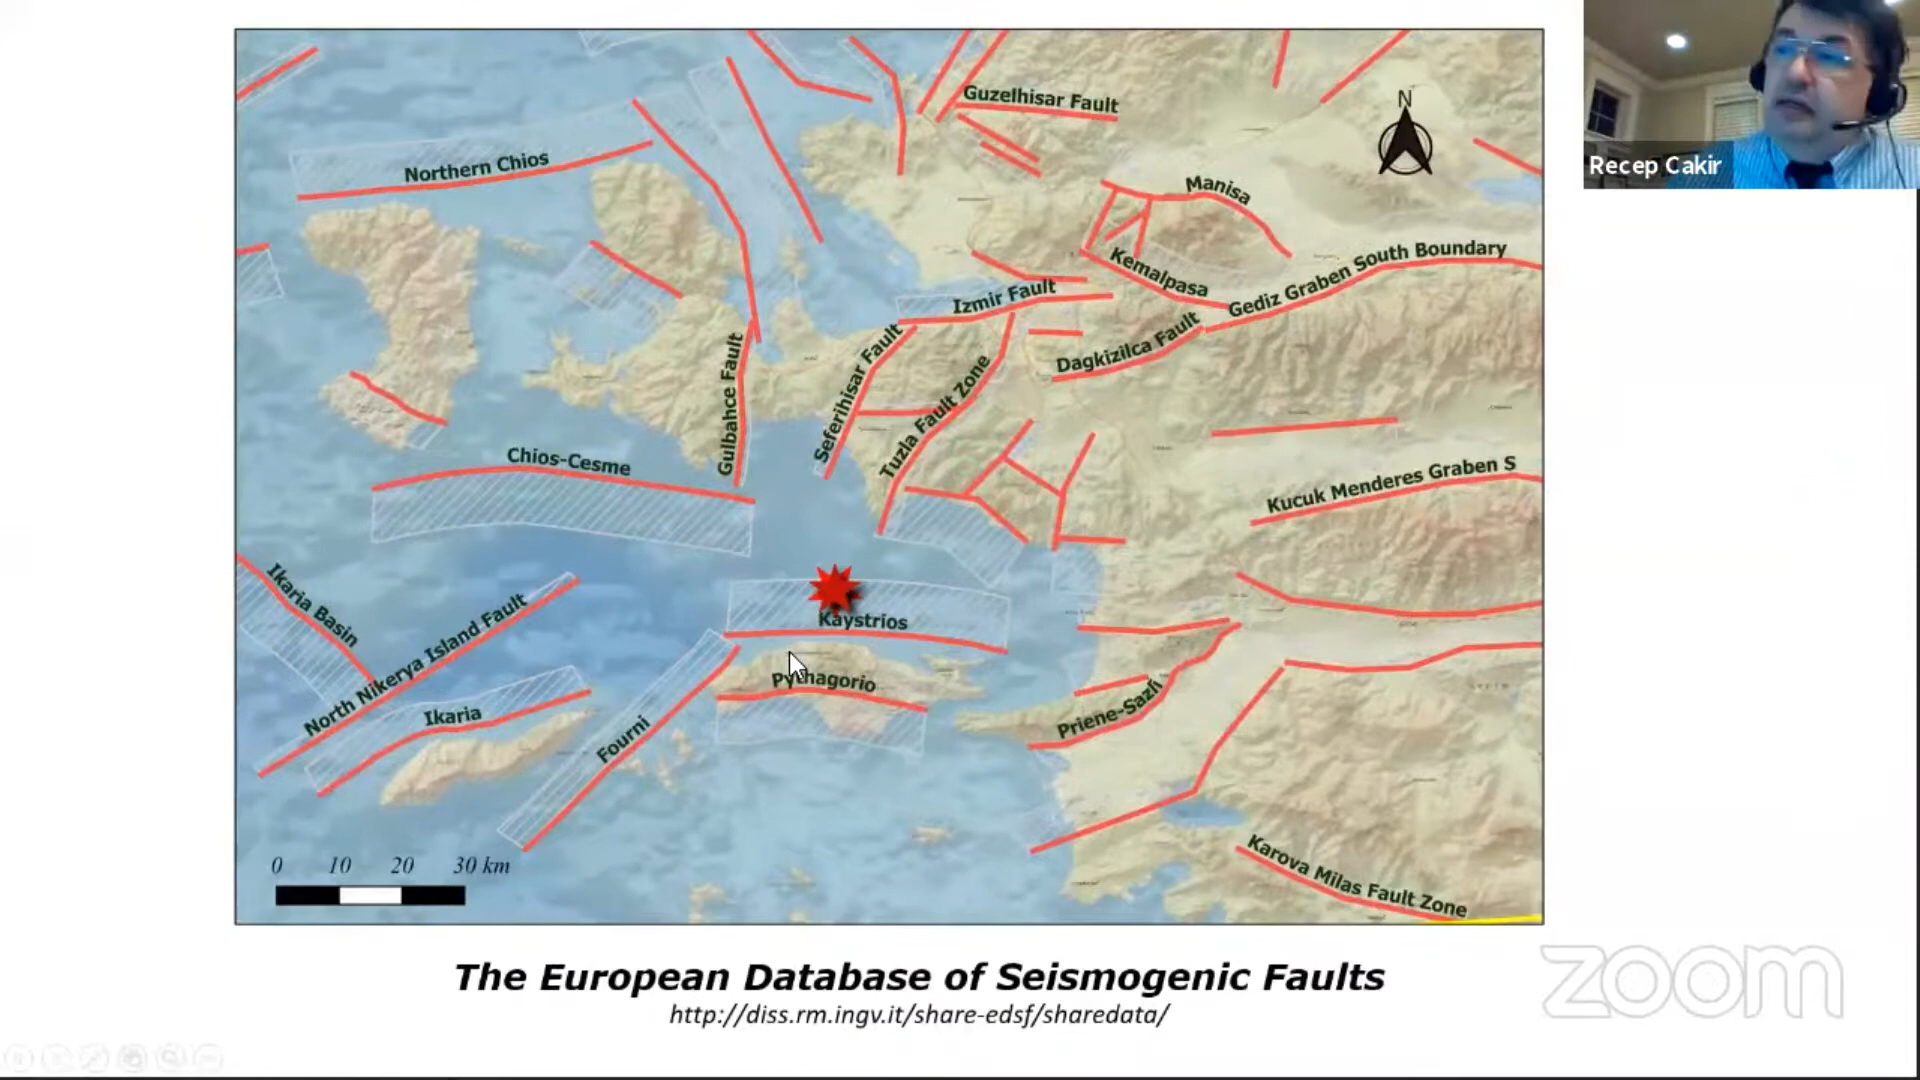 Guzelhisar Fault
N
Recep Cakir
Northern Chios
Manisa
Kemalpasa
Gediz Graben South Boundary
Izmir Fault
Dagkizilca Fault
Gulbahce Fault
Seferihisar Fault
Tuzla Fault Zone
Chios-Cesme
Kucuk Menderes Graben S
Ikaria Basin
North Nikerya Island Fault
Kaystrios
Pythagorio
Ikaria
Fourni
Priene-Sazli
Karova Milas Fault Zone
0 10 20 30 km
The European Database of Seismogenic Faults
http://diss.rm.ingv.it/share-edsf/sharedata/
zoom